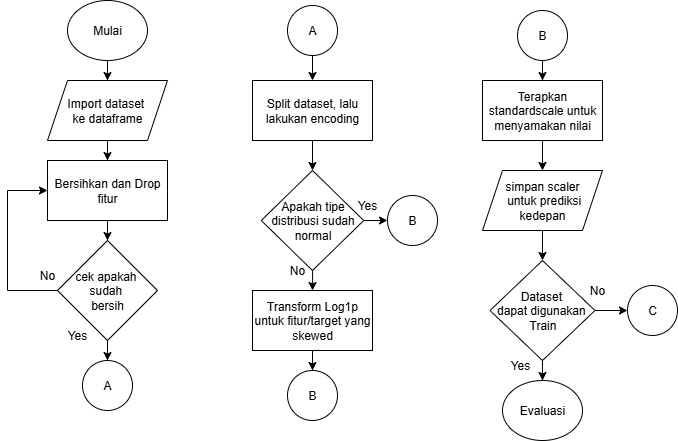 Mulai
Import dataset
ke dataframe
Bersihkan dan Drop
fitur
cek apakah
sudah
bersih
No
Yes
A
A
Split dataset, lalu
lakukan encoding
Apakah tipe
distribusi sudah
normal
Yes
B
No
Transform Log1p
untuk fitur/target yang
skewed
B
B
Terapkan
standardscale untuk
menyamakan nilai
simpan scaler
untuk prediksi
kedepan
Dataset
dapat digunakan
Train
No
C
Yes
Evaluasi